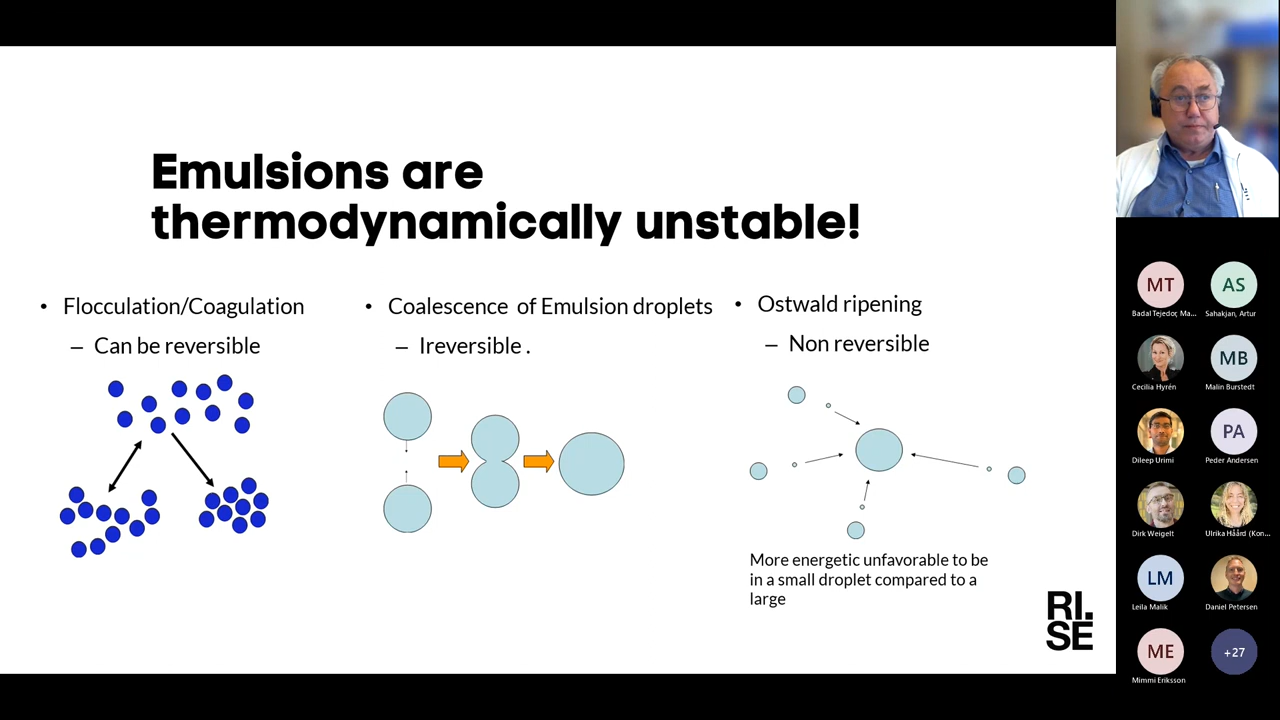 Emulsions are
thermodynamically unstable!
• Flocculation/Coagulation
– Can be reversible
• Coalescence of Emulsion droplets
– Ireversible .
• Ostwald ripening
– Non reversible
More energetic unfavorable to be
in a small droplet compared to a
large
RI.
SE
MT
Badal Tejedor, Ma...
AS
Sahakjan, Artur
Cecilia Hyrén
MB
Malin Burstedt
Dileep Urimi
PA
Peder Andersen
Dirk Weigelt
Ulrika Håård (Kon...
LM
Leila Malik
Daniel Petersen
ME
Mimmi Eriksson
+27